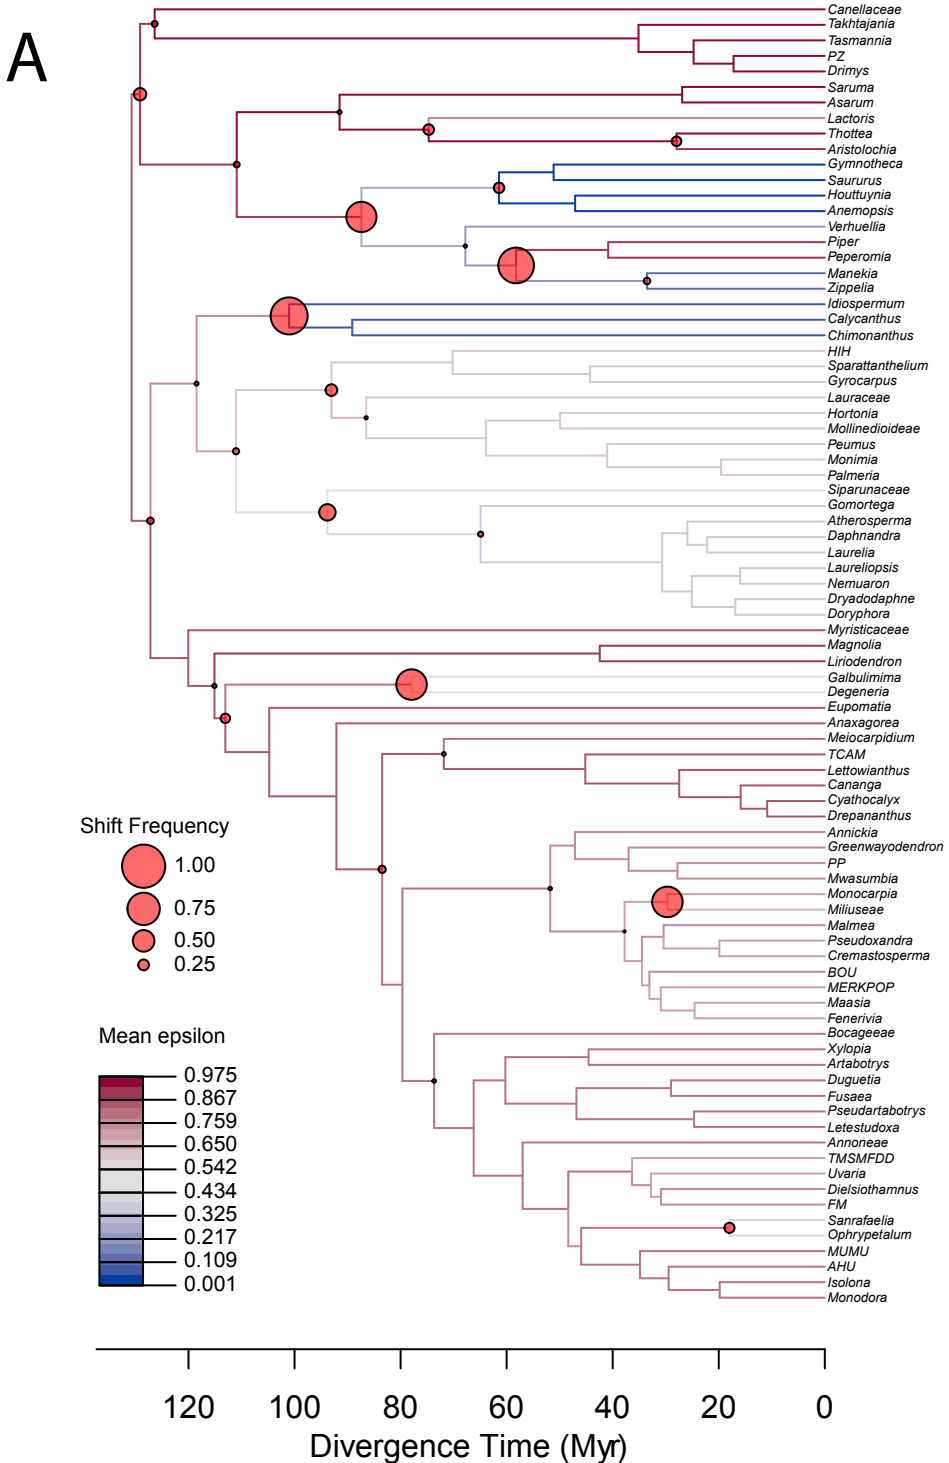 A
Canellaceae
Takhtajania
Tasmannia
PZ
Drimys
Saruma
Asarum
Lactoris
Thottea
Aristolochia
Gymnotheca
Saururus
Houttuynia
Anemopsis
Verhuellia
Piper
Peperomia
Manekia
Zippelia
Idiospermum
Calycanthus
Chimonanthus
HIH
Sparattanthelium
Gyrocarpus
Lauraceae
Hortonia
Mollinedioideae
Peumus
Monimia
Palmeria
Siparunaceae
Gomortega
Atherosperma
Daphnandra
Laurelia
Laureliopsis
Nemuaron
Dryadodaphne
Doryphora
Myristicaceae
Magnolia
Liriodendron
Galbulimima
Degeneria
Eupomatia
Anaxagorea
Meiocarpidium
TCAM
Lettowianthus
Cananga
Cyathocalyx
Drepananthus
Annickia
Greenwayodendron
PP
Mwasumbia
Monocarpia
Miliuseae
Malmea
Pseudoxandra
Cremastosperma
BOU
MERKPOP
Maasia
Fenerivia
Bocageeae
Xylopia
Artabotrys
Duguetia
Fusaea
Pseudartabotrys
Letestudoxa
Annoneae
TMSMFDD
Uvaria
Dielsiothamnus
FM
Sanrafaelia
Ophrypetalum
MUMU
AHU
Isolona
Monodora
Shift Frequency
1.00
0.75
0.50
0.25
Mean epsilon
0.975
0.867
0.759
0.650
0.542
0.434
0.325
0.217
0.109
0.001
120 100 80 60 40 20 0
Divergence Time (Myr)